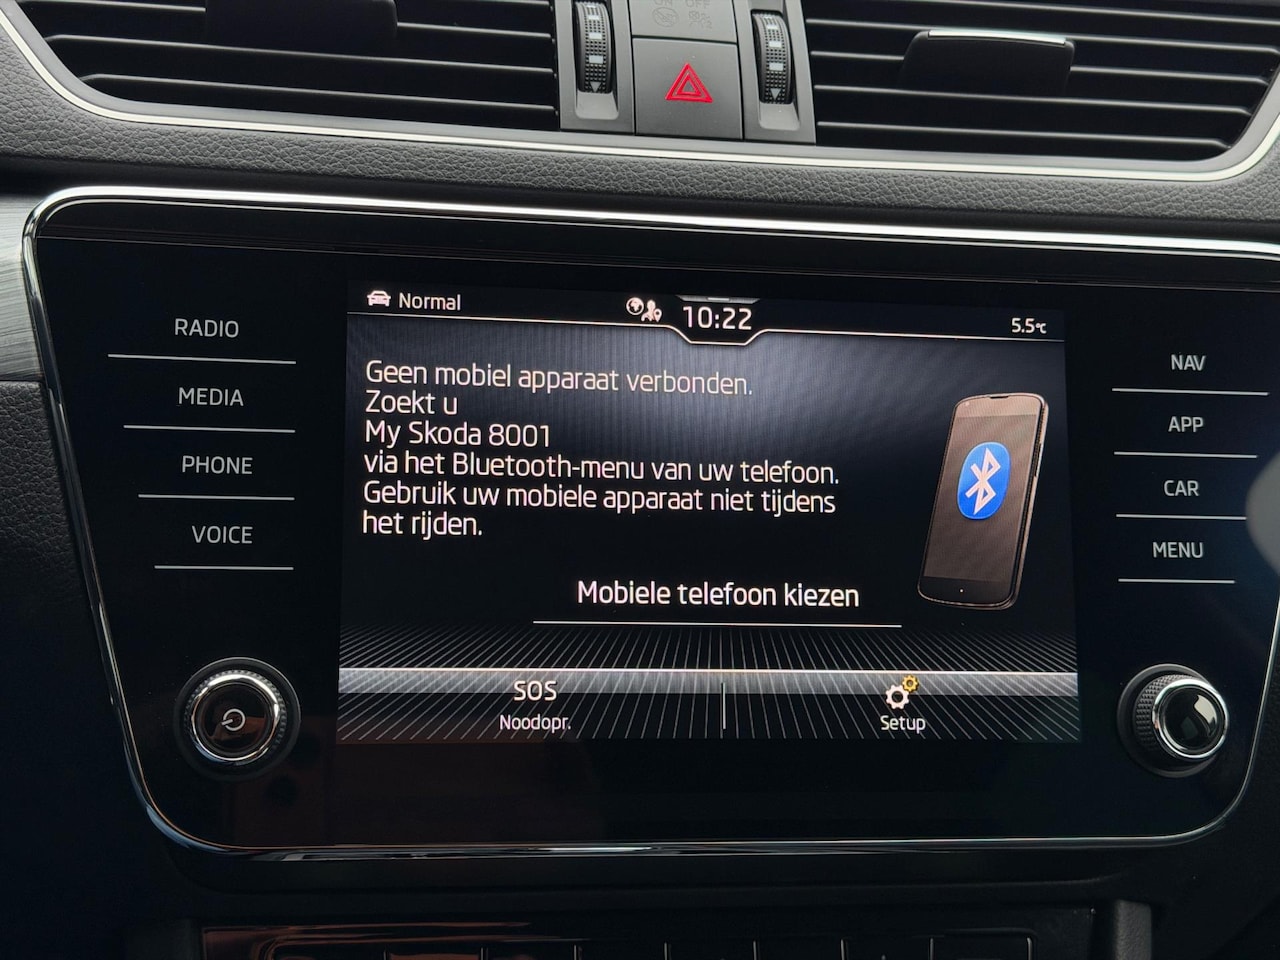 Normal
10:22
5.5°C
RADIO
MEDIA
PHONE
VOICE
Geen mobiel apparaat verbonden.
Zoekt u
My Skoda 8001
via het Bluetooth-menu van uw telefoon.
Gebruik uw mobiele apparaat niet tijdens
het rijden.
Mobiele telefoon kiezen
SOS
Noodopr.
Setup
NAV
APP
CAR
MENU